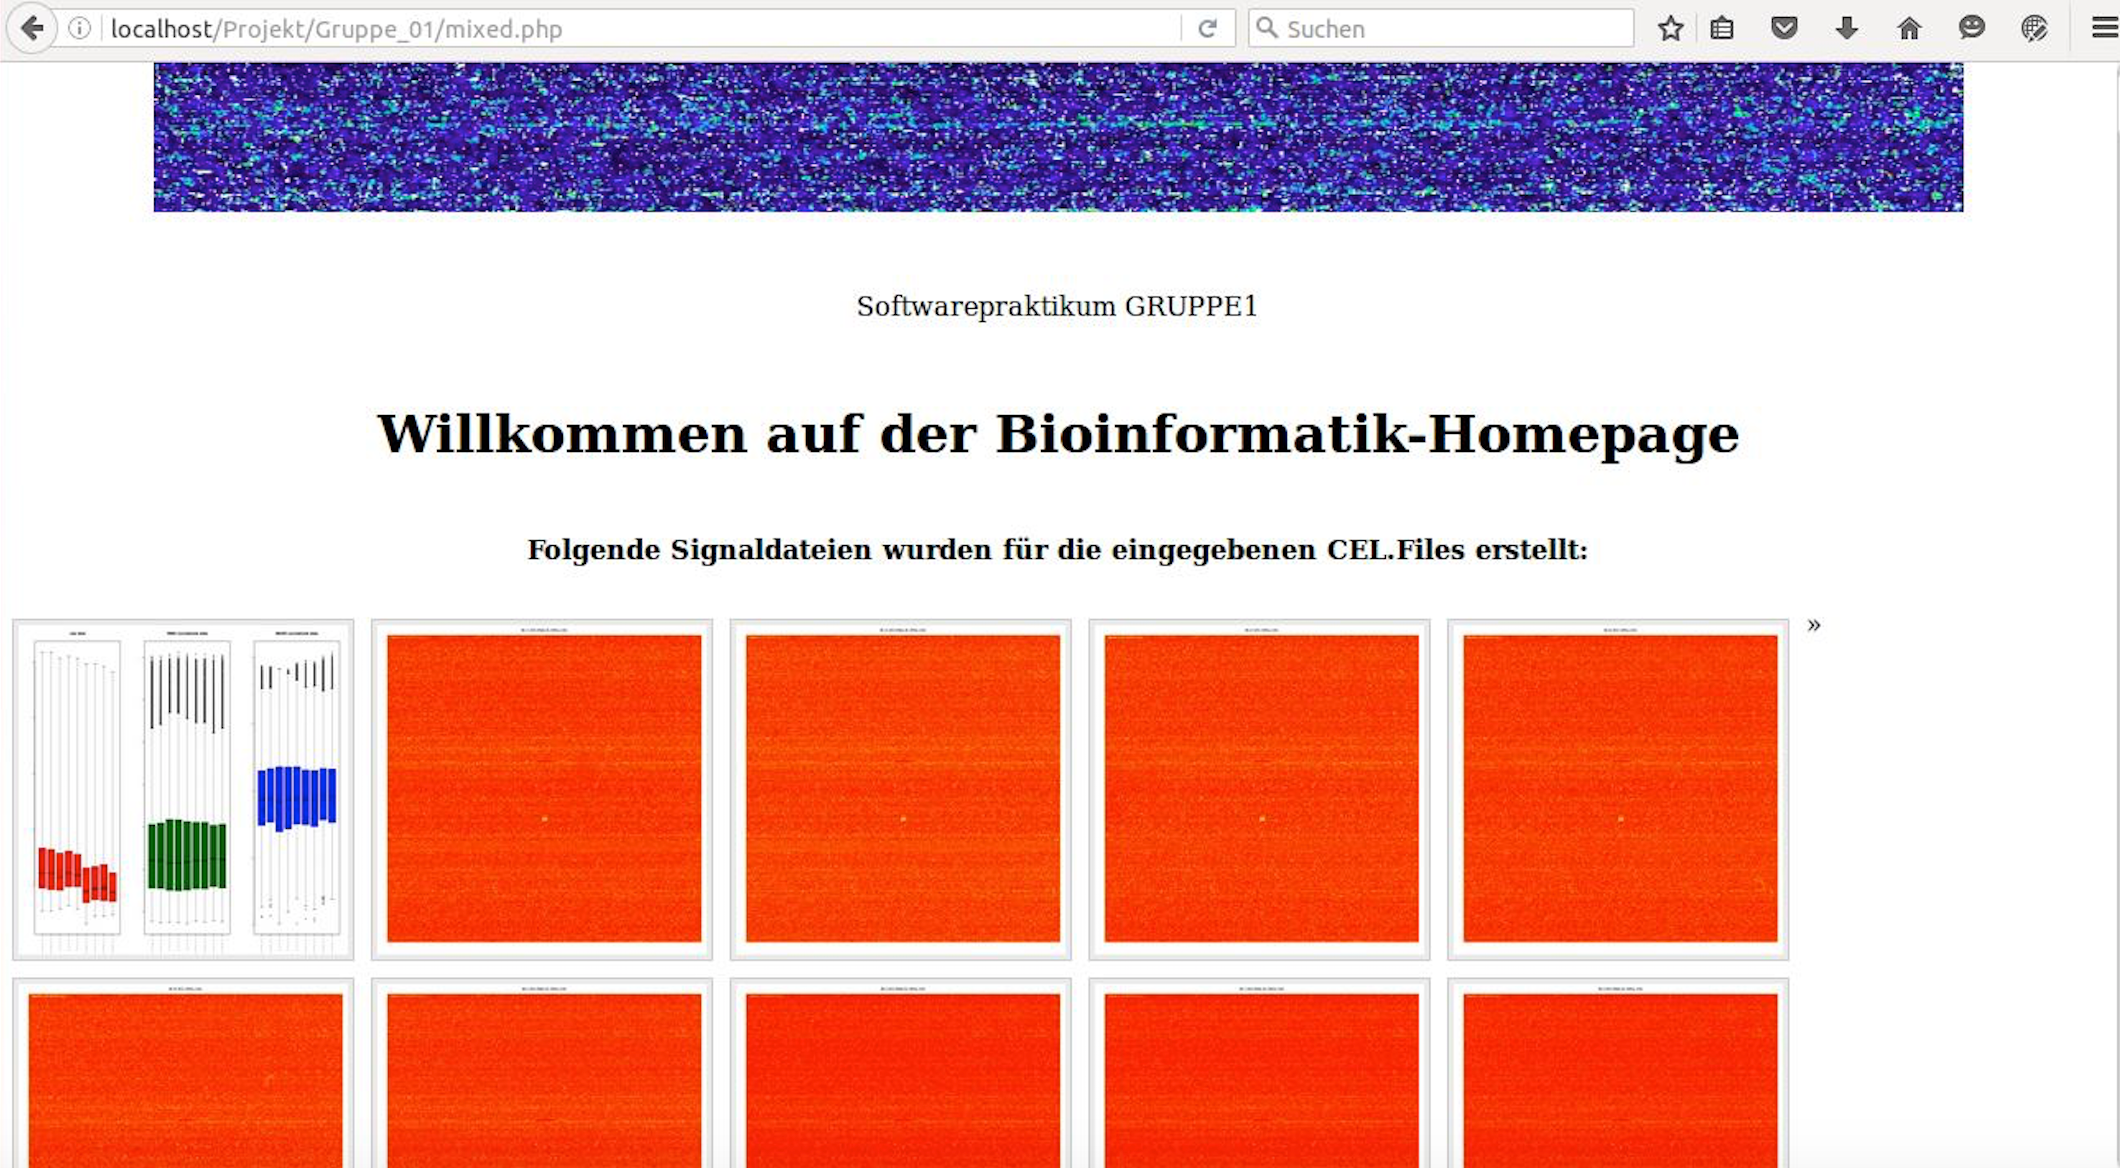 localhost/Projekt/Gruppe_01/mixed.php
Suchen
Softwarepraktikum GRUPPE1
Willkommen auf der Bioinformatik-Homepage
Folgende Signaldateien wurden für die eingegebenen CEL.Files erstellt:
»